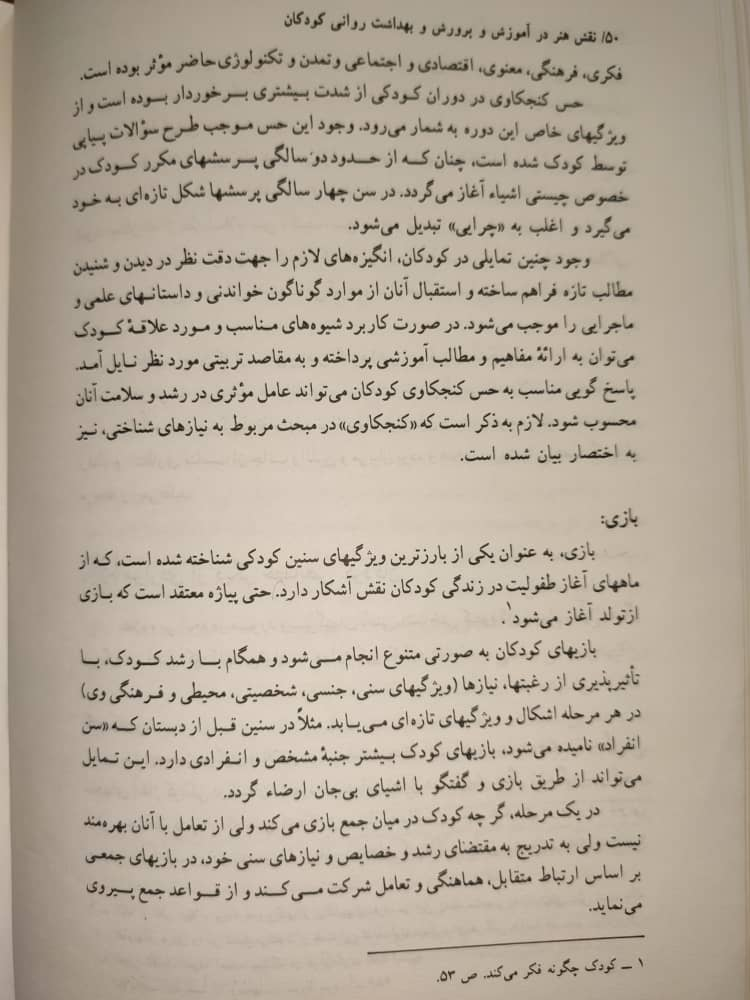 ۵۰/ نقش هنر در آموزش و پرورش و بهداشت روانی کودکان
فکری، فرهنگی، معنوی، اقتصادی و اجتماعی وتمدن و تکنولوژی حاضر مؤثر بوده است.
حس کنجکاوی در دوران کودکی از شدت بیشتری برخوردار بوده است و از
ویژگیهای خاص این دوره به شمار می‌رود. وجود این حس موجب طرح سؤالات پیاپی
توسط کودک شده است، چنان که از حدود دو سالگی پرسشهای مکرر کودک در
خصوص چیستی اشیاء آغاز می‌گردد. در سن چهار سالگی پرسشها شکل تازه‌ای به خود
می‌گیرد و اغلب به «چرایی» تبدیل می‌شود.
وجود چنین تمایلی در کودکان، انگیزه‌های لازم را جهت دقت نظر در دیدن و شنیدن
مطالب تازه فراهم ساخته و استقبال آنان از موارد گوناگون خواندنی و داستانهای علمی و
ماجرایی را موجب می‌شود. در صورت کاربرد شیوه‌های مناسب و مورد علاقهٔ کودک
می‌توان به ارائهٔ مفاهیم و مطالب آموزشی پرداخته و به مقاصد تربیتی مورد نظر نایل آمد.
پاسخ گویی مناسب به حس کنجکاوی کودکان می‌تواند عامل مؤثری در رشد و سلامت آنان
محسوب شود. لازم به ذکر است که «کنجکاوی» در مبحث مربوط به نیازهای شناختی، نیز
به اختصار بیان شده است.
بازی:
بازی، به عنوان یکی از بارزترین ویژگیهای سنین کودکی شناخته شده است، که از
ماههای آغاز طفولیت در زندگی کودکان نقش آشکار دارد. حتی پیاژه معتقد است که بازی
ازتولد آغاز می‌شود۱.
بازیهای کودکان به صورتی متنوع انجام می‌شود و همگام با رشد کودک، با
تأثیرپذیری از رغبتها، نیازها (ویژگیهای سنی، جنسی، شخصیتی، محیطی و فرهنگی وی)
در هر مرحله اشکال و ویژگیهای تازه‌ای می‌یابد. مثلاً در سنین قبل از دبستان که «سن
انفراد» نامیده می‌شود، بازیهای کودک بیشتر جنبهٔ مشخص و انفرادی دارد. این تمایل
می‌تواند از طریق بازی و گفتگو با اشیای بی‌جان ارضاء گردد.
در یک مرحله، گر چه کودک در میان جمع بازی می‌کند ولی از تعامل با آنان بهره‌مند
نیست ولی به تدریج به مقتضای رشد و خصایص و نیازهای سنی خود، در بازیهای جمعی
بر اساس ارتباط متقابل، هماهنگی و تعامل شرکت می‌کند و از قواعد جمع پیروی
می‌نماید.
۱ ــ کودک چگونه فکر می‌کند. ص ۵۳.